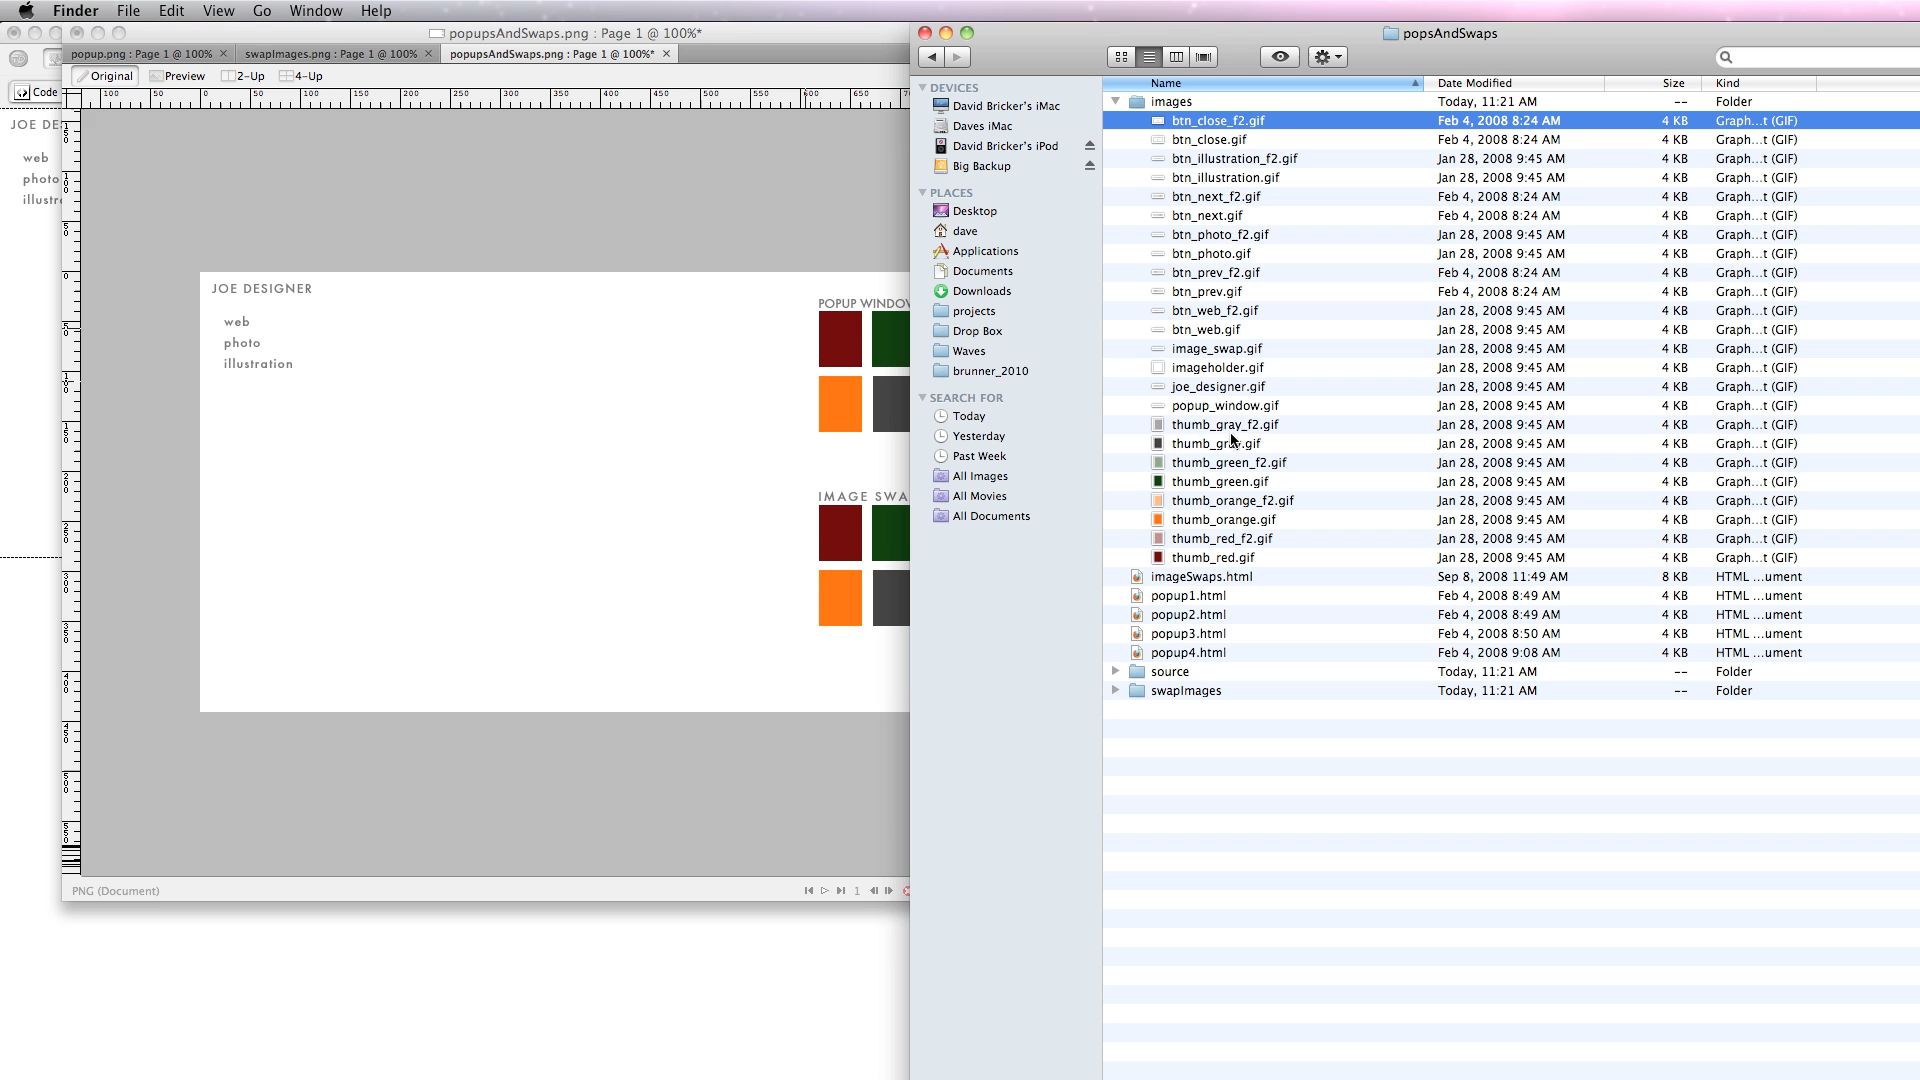 Finder File Edit View Go Window Help
popupsAndSwaps.png : Page 1 @ 100%*
popup.png : Page 1 @ 100% swapImages.png : Page 1 @ 100% popupsAndSwaps.png : Page 1 @ 100%*
Original Preview 2-Up 4-Up
Code
100 50 0 50 100 150 200 250 300 350 400 450 500 550 600 650
JOE DE
web
photo
illustr
JOE DESIGNER
web
photo
illustration
POPUP WINDOW
IMAGE SWA
PNG (Document)
1
popsAndSwaps
DEVICES
David Bricker's iMac
Daves iMac
David Bricker's iPod
Big Backup
PLACES
Desktop
dave
Applications
Documents
Downloads
projects
Drop Box
Waves
brunner_2010
SEARCH FOR
Today
Yesterday
Past Week
All Images
All Movies
All Documents
Name Date Modified Size Kind
images Today, 11:21 AM -- Folder
btn_close_f2.gif Feb 4, 2008 8:24 AM 4 KB Graph...t (GIF)
btn_close.gif Feb 4, 2008 8:24 AM 4 KB Graph...t (GIF)
btn_illustration_f2.gif Jan 28, 2008 9:45 AM 4 KB Graph...t (GIF)
btn_illustration.gif Jan 28, 2008 9:45 AM 4 KB Graph...t (GIF)
btn_next_f2.gif Feb 4, 2008 8:24 AM 4 KB Graph...t (GIF)
btn_next.gif Feb 4, 2008 8:24 AM 4 KB Graph...t (GIF)
btn_photo_f2.gif Jan 28, 2008 9:45 AM 4 KB Graph...t (GIF)
btn_photo.gif Jan 28, 2008 9:45 AM 4 KB Graph...t (GIF)
btn_prev_f2.gif Feb 4, 2008 8:24 AM 4 KB Graph...t (GIF)
btn_prev.gif Feb 4, 2008 8:24 AM 4 KB Graph...t (GIF)
btn_web_f2.gif Jan 28, 2008 9:45 AM 4 KB Graph...t (GIF)
btn_web.gif Jan 28, 2008 9:45 AM 4 KB Graph...t (GIF)
image_swap.gif Jan 28, 2008 9:45 AM 4 KB Graph...t (GIF)
imageholder.gif Jan 28, 2008 9:45 AM 4 KB Graph...t (GIF)
joe_designer.gif Jan 28, 2008 9:45 AM 4 KB Graph...t (GIF)
popup_window.gif Jan 28, 2008 9:45 AM 4 KB Graph...t (GIF)
thumb_gray_f2.gif Jan 28, 2008 9:45 AM 4 KB Graph...t (GIF)
thumb_gray.gif Jan 28, 2008 9:45 AM 4 KB Graph...t (GIF)
thumb_green_f2.gif Jan 28, 2008 9:45 AM 4 KB Graph...t (GIF)
thumb_green.gif Jan 28, 2008 9:45 AM 4 KB Graph...t (GIF)
thumb_orange_f2.gif Jan 28, 2008 9:45 AM 4 KB Graph...t (GIF)
thumb_orange.gif Jan 28, 2008 9:45 AM 4 KB Graph...t (GIF)
thumb_red_f2.gif Jan 28, 2008 9:45 AM 4 KB Graph...t (GIF)
thumb_red.gif Jan 28, 2008 9:45 AM 4 KB Graph...t (GIF)
imageSwaps.html Sep 8, 2008 11:49 AM 8 KB HTML ...ument
popup1.html Feb 4, 2008 8:49 AM 4 KB HTML ...ument
popup2.html Feb 4, 2008 8:49 AM 4 KB HTML ...ument
popup3.html Feb 4, 2008 8:50 AM 4 KB HTML ...ument
popup4.html Feb 4, 2008 9:08 AM 4 KB HTML ...ument
source Today, 11:21 AM -- Folder
swapImages Today, 11:21 AM -- Folder